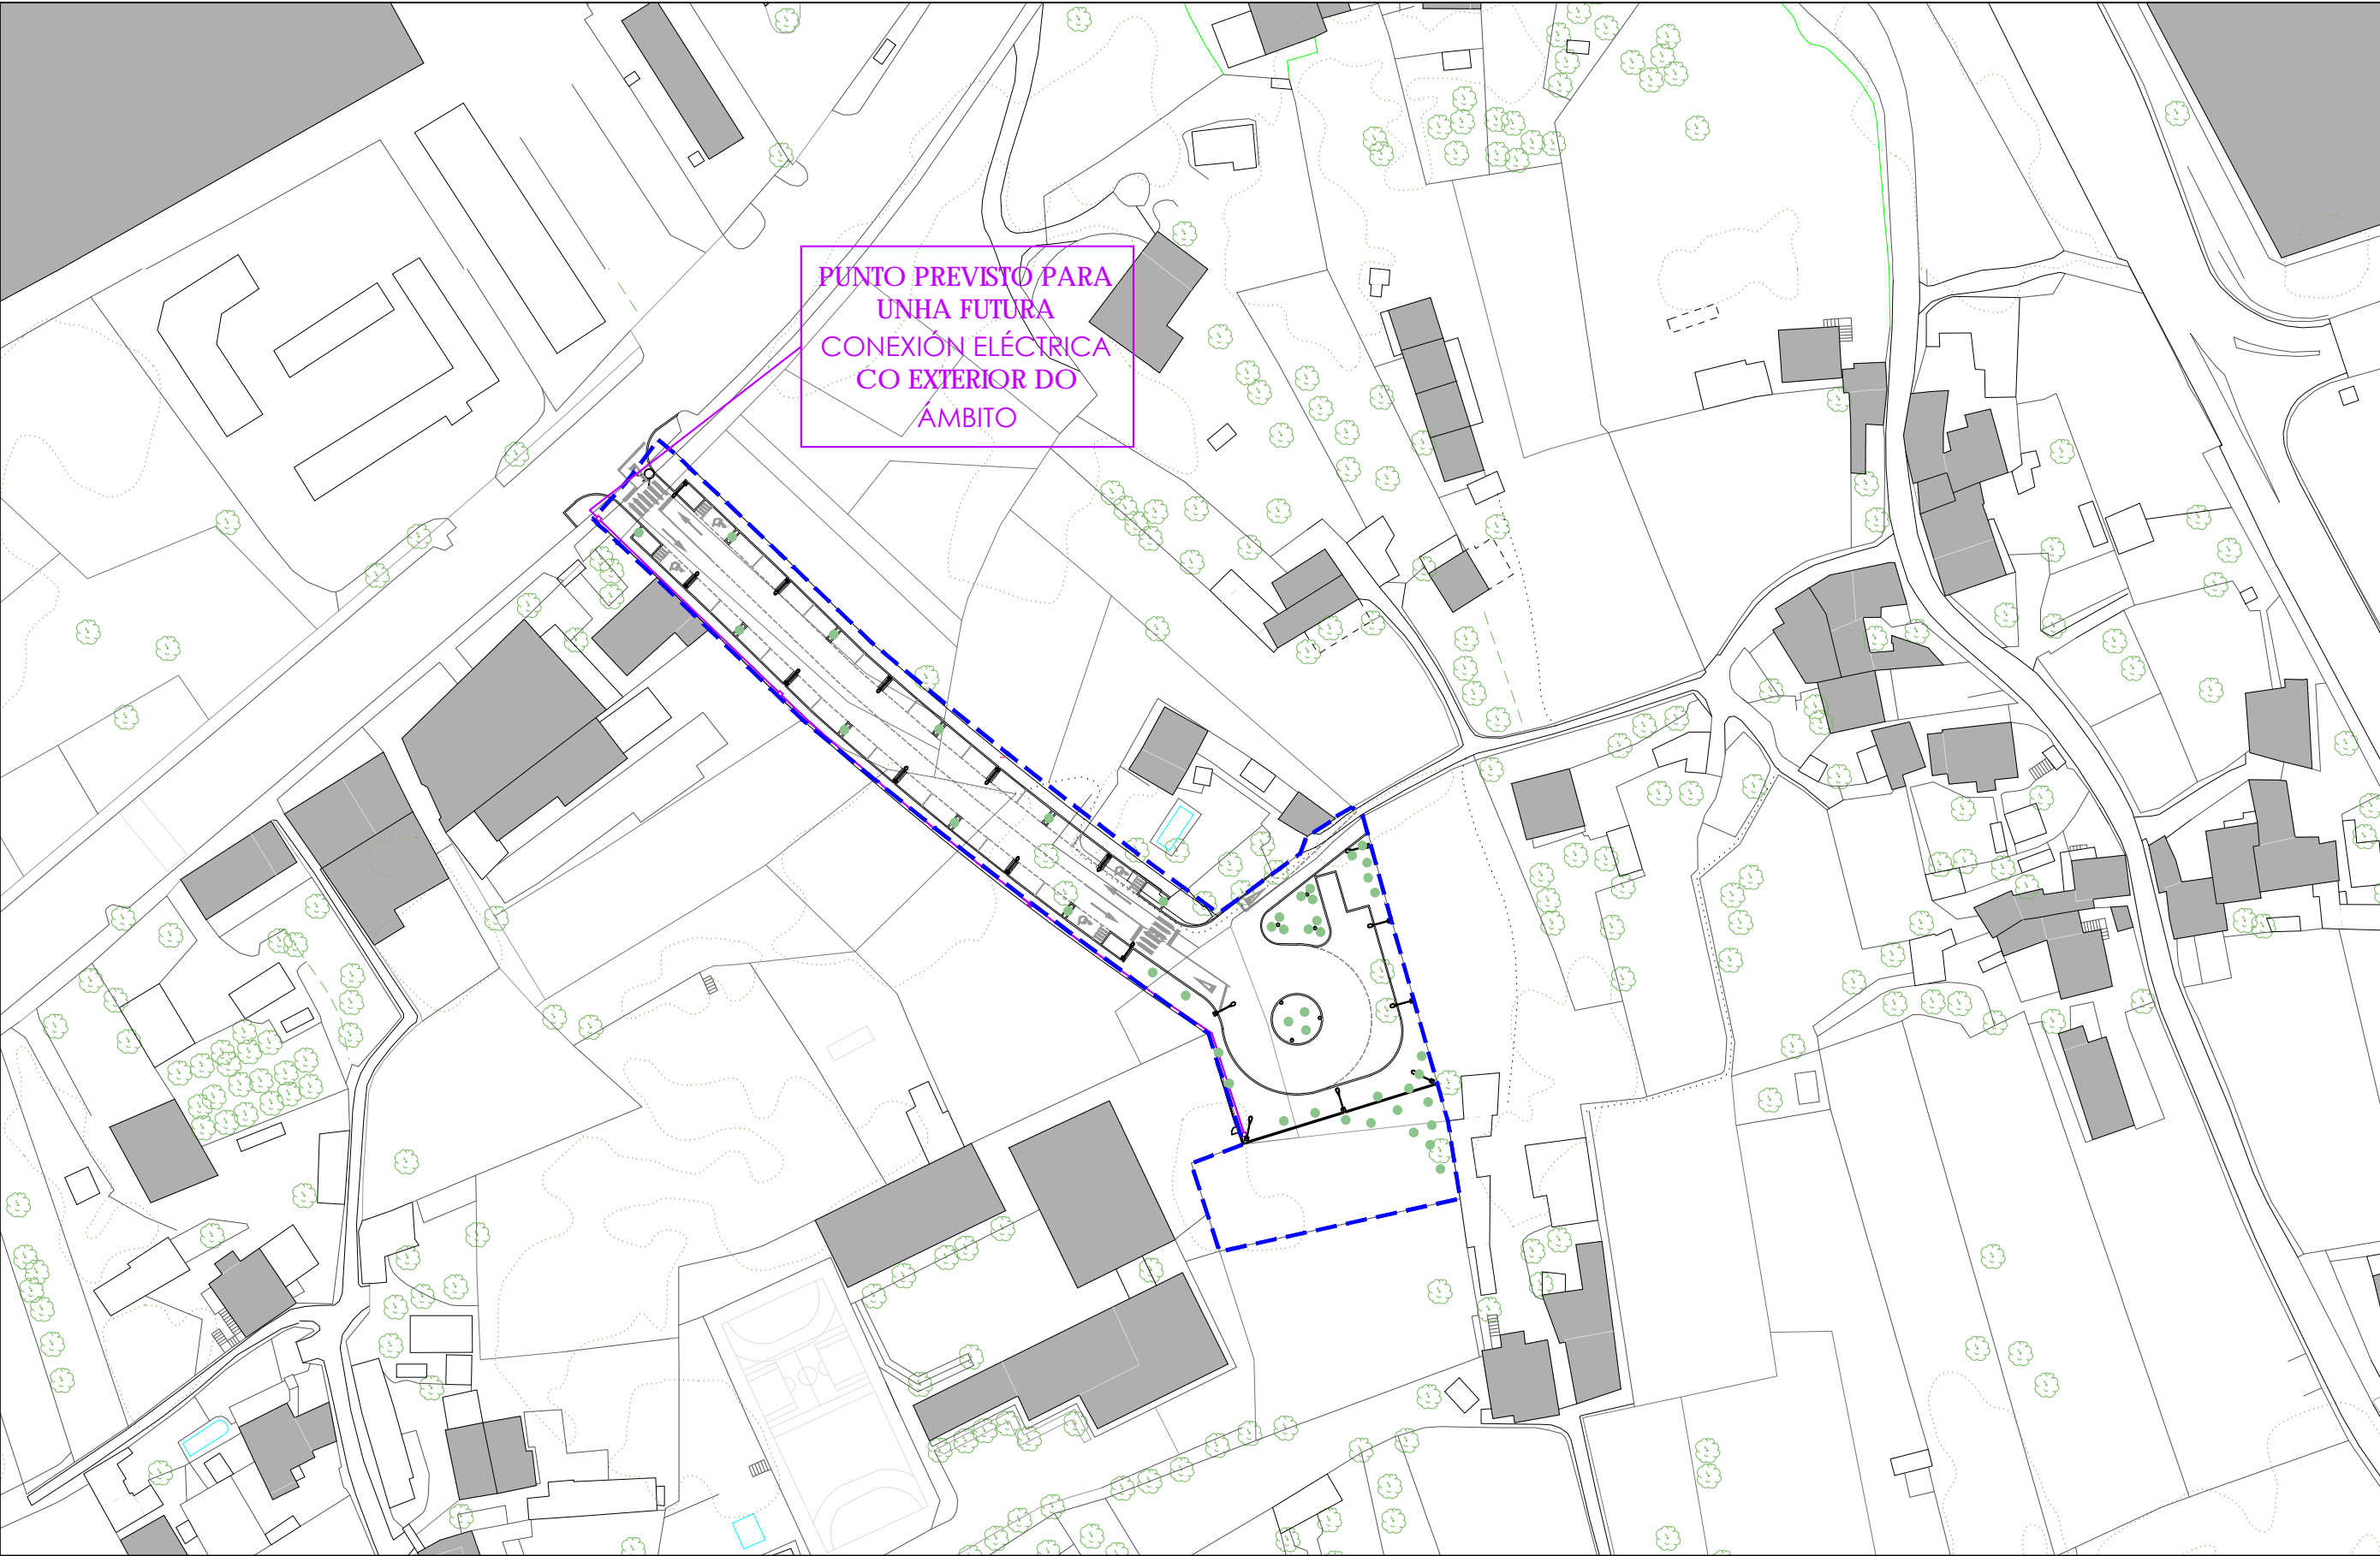 PUNTO PREVISTO PARA
UNHA FUTURA
CONEXIÓN ELÉCTRICA
CO EXTERIOR DO
ÁMBITO